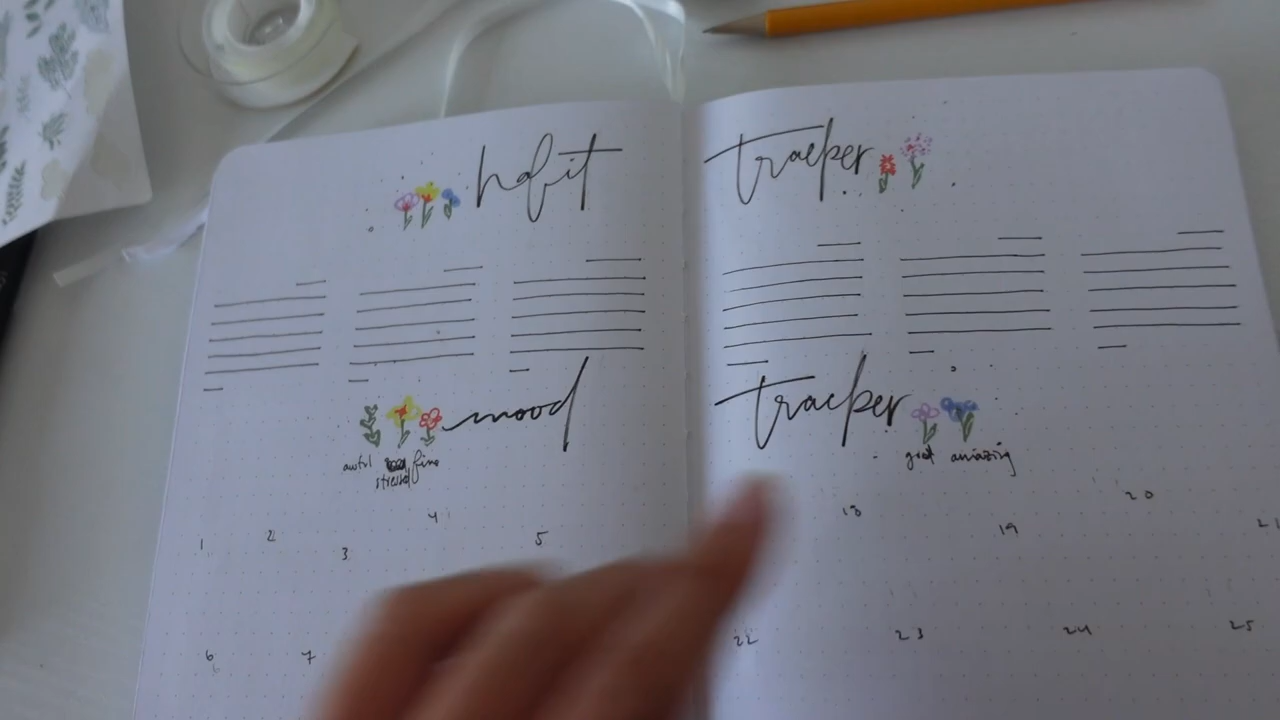 habit tracker
mood tracker
awful fine
stressed
great amazing
1 2 3 4 5
18 19 20 21
6 7
22 23 24 25